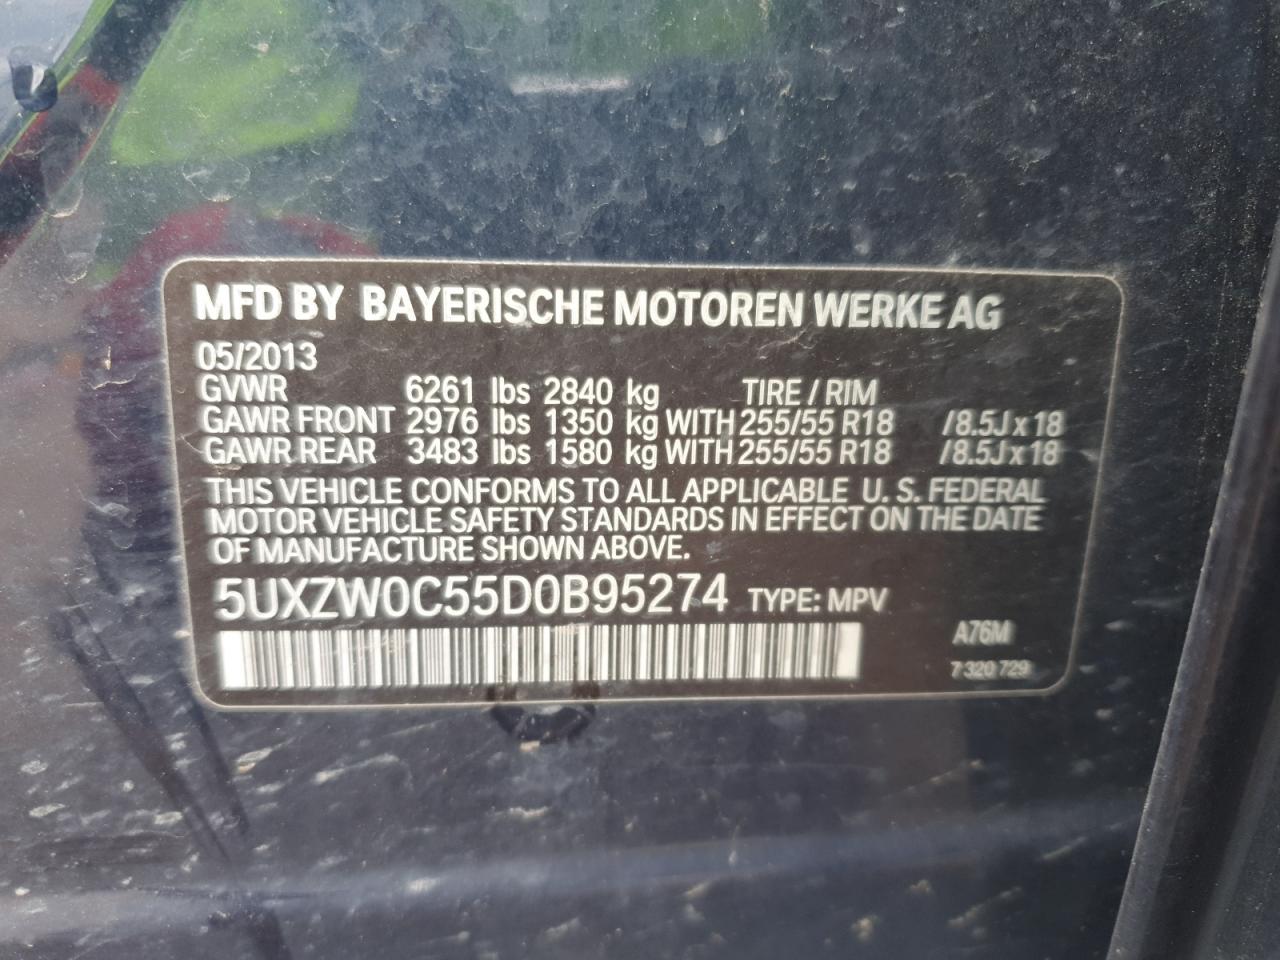 MFD BY BAYERISCHE MOTOREN WERKE AG
05/2013
GVWR 6261 lbs 2840 kg TIRE / RIM
GAWR FRONT 2976 lbs 1350 kg WITH 255/55 R18 /8.5J x 18
GAWR REAR 3483 lbs 1580 kg WITH 255/55 R18 /8.5J x 18
THIS VEHICLE CONFORMS TO ALL APPLICABLE U. S. FEDERAL
MOTOR VEHICLE SAFETY STANDARDS IN EFFECT ON THE DATE
OF MANUFACTURE SHOWN ABOVE.
5UXZW0C55D0B95274 TYPE: MPV
A76M
7 320 729